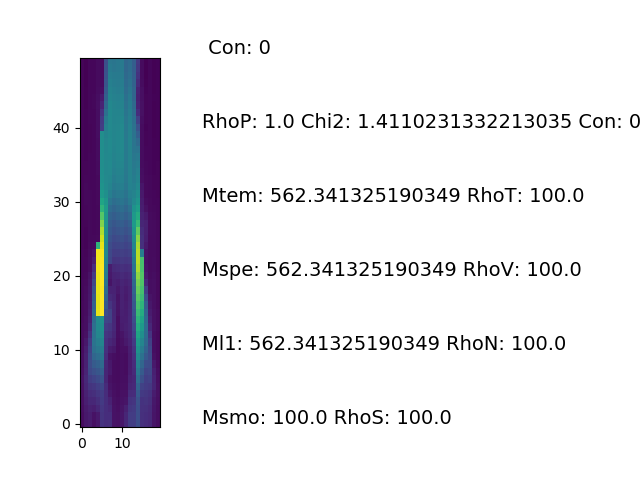 Con: 0
RhoP: 1.0 Chi2: 1.4110231332213035 Con: 0
Mtem: 562.341325190349 RhoT: 100.0
Mspe: 562.341325190349 RhoV: 100.0
Ml1: 562.341325190349 RhoN: 100.0
Msmo: 100.0 RhoS: 100.0
40
30
20
10
0
0 10